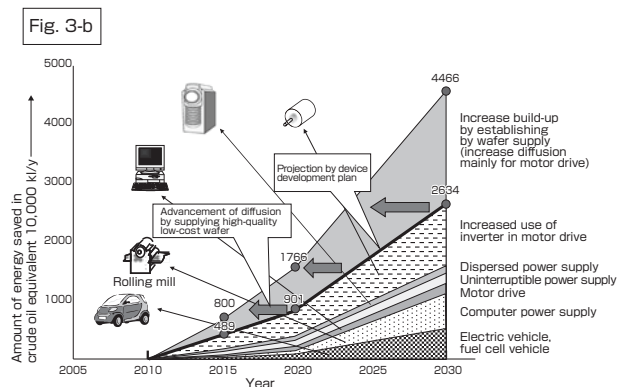 Fig. 3-b
Amount of energy saved in
crude oil equivalent 10,000 kl/y
5000
4000
3000
2000
1000
4466
Increase build-up
by establishing
by wafer supply
(increase diffusion
mainly for motor drive)
Projection by device
development plan
2634
Advancement of diffusion
by supplying high-quality
low-cost wafer
Increased use of
inverter in motor drive
1766
Rolling mill
800
901
489
Dispersed power supply
Uninterruptible power supply
Motor drive
Computer power supply
Electric vehicle,
fuel cell vehicle
2005
2010
2015
2020
2025
2030
Year